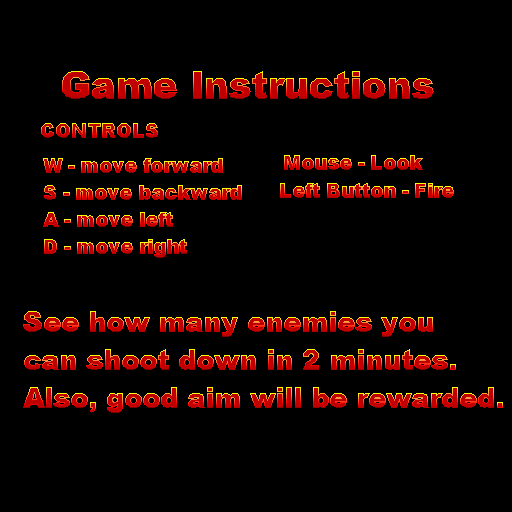 Game Instructions
CONTROLS
W - move forward
S - move backward
A - move left
D - move right
Mouse - Look
Left Button - Fire
See how many enemies you
can shoot down in 2 minutes.
Also, good aim will be rewarded.